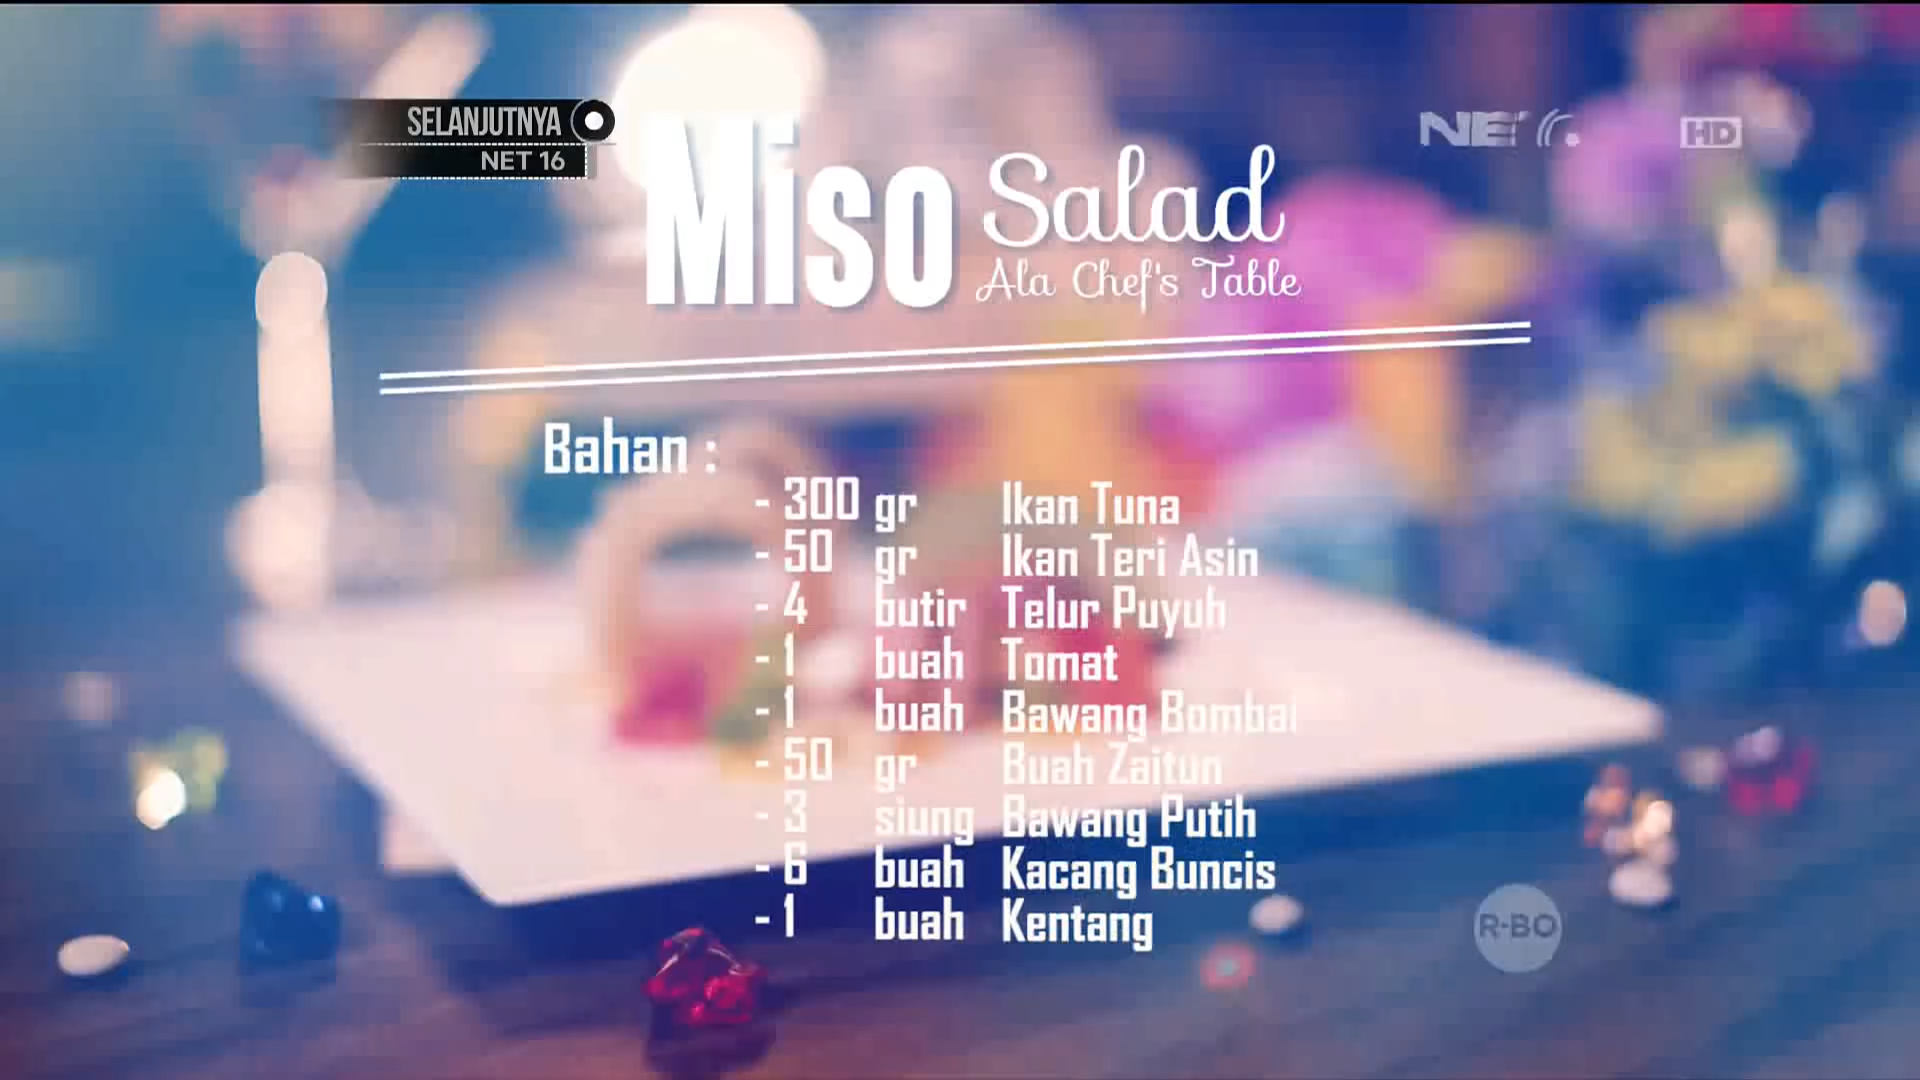 SELANJUTNYA
NET 16
HD
Miso Salad
Ala Chef's Table
Bahan :
- 300 gr Ikan Tuna
- 50 gr Ikan Teri Asin
- 4 butir Telur Puyuh
- 1 buah Tomat
- 1 buah Bawang Bombai
- 50 gr Buah Zaitun
- 3 siung Bawang Putih
- 6 buah Kacang Buncis
- 1 buah Kentang
R-BO